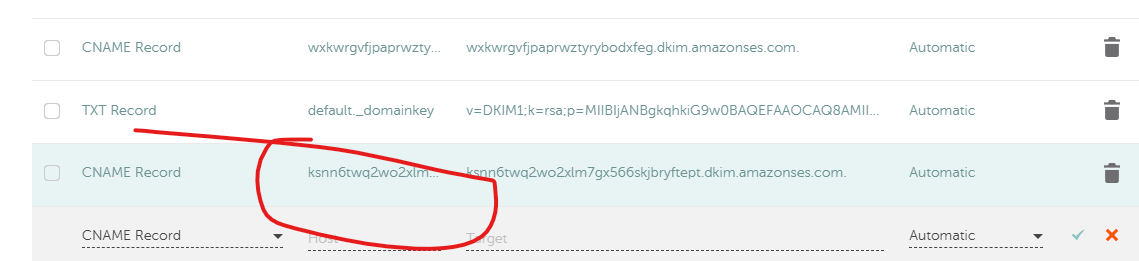 CNAME Record wxkwrgvfjpaprwzty... wxkwrgvfjpaprwztyrybodxfeg.dkim.amazonses.com. Automatic
TXT Record default._domainkey v=DKIM1;k=rsa;p=MIIBIjANBgkqhkiG9w0BAQEFAAOCAQ8AMII... Automatic
CNAME Record ksnn6twq2wo2xlm... ksnn6twq2wo2xlm7gx566skjbryftept.dkim.amazonses.com. Automatic
CNAME Record Host Target Automatic